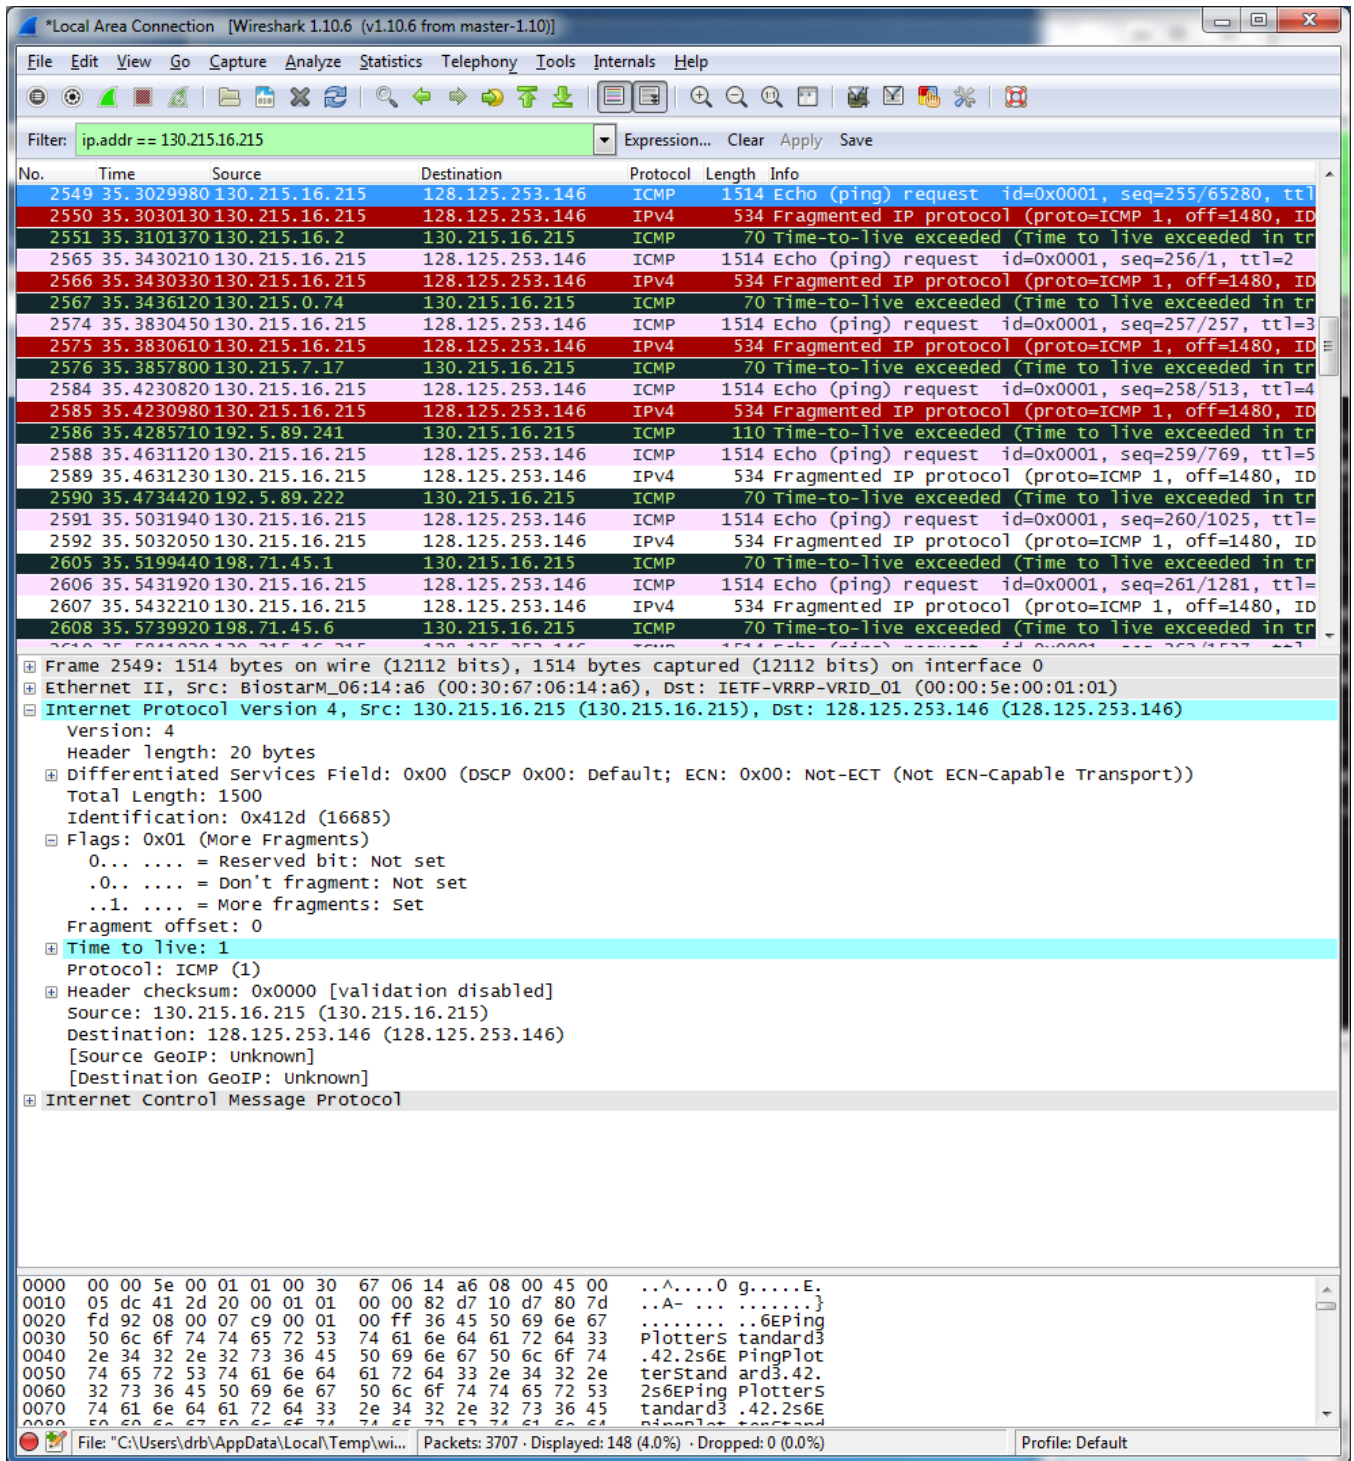 *Local Area Connection [Wireshark 1.10.6 (v1.10.6 from master-1.10)]
File Edit View Go Capture Analyze Statistics Telephony Tools Internals Help
Filter: ip.addr == 130.215.16.215 Expression... Clear Apply Save
No. Time Source Destination Protocol Length Info
2549 35.3029980 130.215.16.215 128.125.253.146 ICMP 1514 Echo (ping) request id=0x0001, seq=255/65280, ttl
2550 35.3030130 130.215.16.215 128.125.253.146 IPv4 534 Fragmented IP protocol (proto=ICMP 1, off=1480, ID
2551 35.3101370 130.215.16.2 130.215.16.215 ICMP 70 Time-to-live exceeded (Time to live exceeded in tr
2565 35.3430210 130.215.16.215 128.125.253.146 ICMP 1514 Echo (ping) request id=0x0001, seq=256/1, ttl=2
2566 35.3430330 130.215.16.215 128.125.253.146 IPv4 534 Fragmented IP protocol (proto=ICMP 1, off=1480, ID
2567 35.3436120 130.215.0.74 130.215.16.215 ICMP 70 Time-to-live exceeded (Time to live exceeded in tr
2574 35.3830450 130.215.16.215 128.125.253.146 ICMP 1514 Echo (ping) request id=0x0001, seq=257/257, ttl=3
2575 35.3830610 130.215.16.215 128.125.253.146 IPv4 534 Fragmented IP protocol (proto=ICMP 1, off=1480, ID
2576 35.3857800 130.215.7.17 130.215.16.215 ICMP 70 Time-to-live exceeded (Time to live exceeded in tr
2584 35.4230820 130.215.16.215 128.125.253.146 ICMP 1514 Echo (ping) request id=0x0001, seq=258/513, ttl=4
2585 35.4230980 130.215.16.215 128.125.253.146 IPv4 534 Fragmented IP protocol (proto=ICMP 1, off=1480, ID
2586 35.4285710 192.5.89.241 130.215.16.215 ICMP 110 Time-to-live exceeded (Time to live exceeded in tr
2588 35.4631120 130.215.16.215 128.125.253.146 ICMP 1514 Echo (ping) request id=0x0001, seq=259/769, ttl=5
2589 35.4631230 130.215.16.215 128.125.253.146 IPv4 534 Fragmented IP protocol (proto=ICMP 1, off=1480, ID
2590 35.4734420 192.5.89.222 130.215.16.215 ICMP 70 Time-to-live exceeded (Time to live exceeded in tr
2591 35.5031940 130.215.16.215 128.125.253.146 ICMP 1514 Echo (ping) request id=0x0001, seq=260/1025, ttl=
2592 35.5032050 130.215.16.215 128.125.253.146 IPv4 534 Fragmented IP protocol (proto=ICMP 1, off=1480, ID
2605 35.5199440 198.71.45.1 130.215.16.215 ICMP 70 Time-to-live exceeded (Time to live exceeded in tr
2606 35.5431920 130.215.16.215 128.125.253.146 ICMP 1514 Echo (ping) request id=0x0001, seq=261/1281, ttl=
2607 35.5432210 130.215.16.215 128.125.253.146 IPv4 534 Fragmented IP protocol (proto=ICMP 1, off=1480, ID
2608 35.5739920 198.71.45.6 130.215.16.215 ICMP 70 Time-to-live exceeded (Time to live exceeded in tr
Frame 2549: 1514 bytes on wire (12112 bits), 1514 bytes captured (12112 bits) on interface 0
Ethernet II, Src: BiostarM_06:14:a6 (00:30:67:06:14:a6), Dst: IETF-VRRP-VRID_01 (00:00:5e:00:01:01)
Internet Protocol Version 4, Src: 130.215.16.215 (130.215.16.215), Dst: 128.125.253.146 (128.125.253.146)
Version: 4
Header length: 20 bytes
Differentiated Services Field: 0x00 (DSCP 0x00: Default; ECN: 0x00: Not-ECT (Not ECN-Capable Transport))
Total Length: 1500
Identification: 0x412d (16685)
Flags: 0x01 (More Fragments)
0... .... = Reserved bit: Not set
.0.. .... = Don't fragment: Not set
..1. .... = More fragments: Set
Fragment offset: 0
Time to live: 1
Protocol: ICMP (1)
Header checksum: 0x0000 [validation disabled]
Source: 130.215.16.215 (130.215.16.215)
Destination: 128.125.253.146 (128.125.253.146)
[Source GeoIP: Unknown]
[Destination GeoIP: Unknown]
Internet Control Message Protocol
0000 00 00 5e 00 01 01 00 30 67 06 14 a6 08 00 45 00 ..^....0 g.....E.
0010 05 dc 41 2d 20 00 01 01 00 00 82 d7 10 d7 80 7d ..A- ... .......}
0020 fd 92 08 00 07 c9 00 01 00 ff 36 45 50 69 6e 67 ........ ..6EPing
0030 50 6c 6f 74 74 65 72 53 74 61 6e 64 61 72 64 33 PlotterS tandard3
0040 2e 34 32 2e 32 73 36 45 50 69 6e 67 50 6c 6f 74 .42.2s6E PingPlot
0050 74 65 72 53 74 61 6e 64 61 72 64 33 2e 34 32 2e terStand ard3.42.
0060 32 73 36 45 50 69 6e 67 50 6c 6f 74 74 65 72 53 2s6EPing PlotterS
0070 74 61 6e 64 61 72 64 33 2e 34 32 2e 32 73 36 45 tandard3 .42.2s6E
File: "C:\Users\drb\AppData\Local\Temp\wi... Packets: 3707 · Displayed: 148 (4.0%) · Dropped: 0 (0.0%) Profile: Default